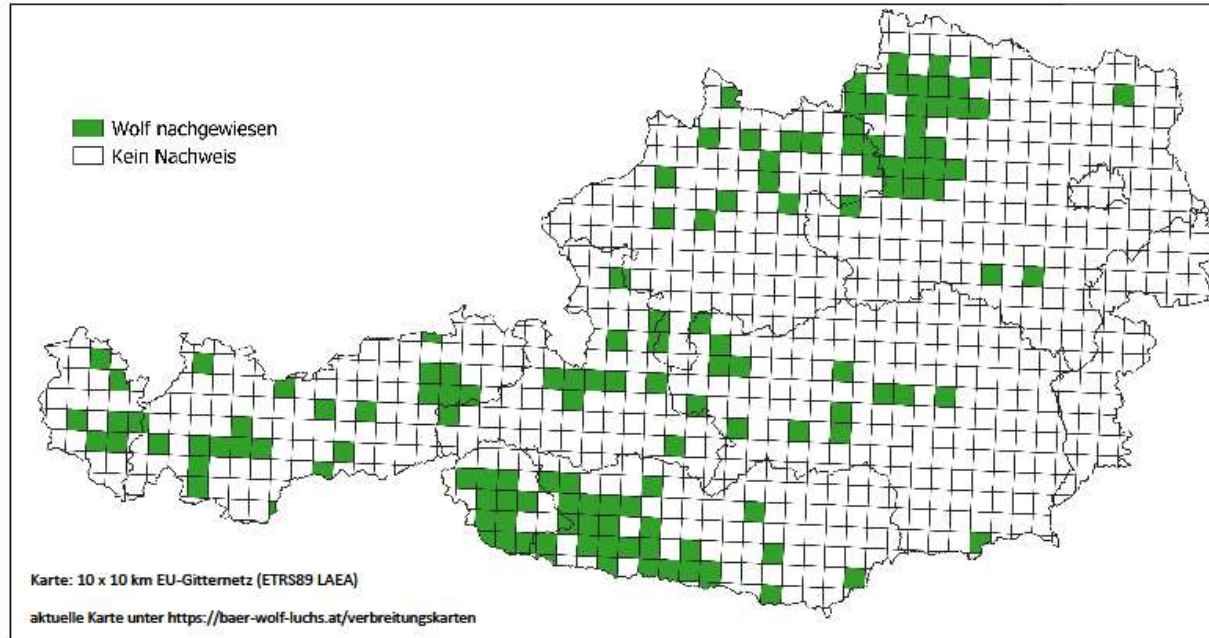 Wolf nachgewiesen
Kein Nachweis
Karte: 10 x 10 km EU-Gitternetz (ETRS89 LAEA)
aktuelle Karte unter https://baer-wolf-luchs.at/verbreitungskarten